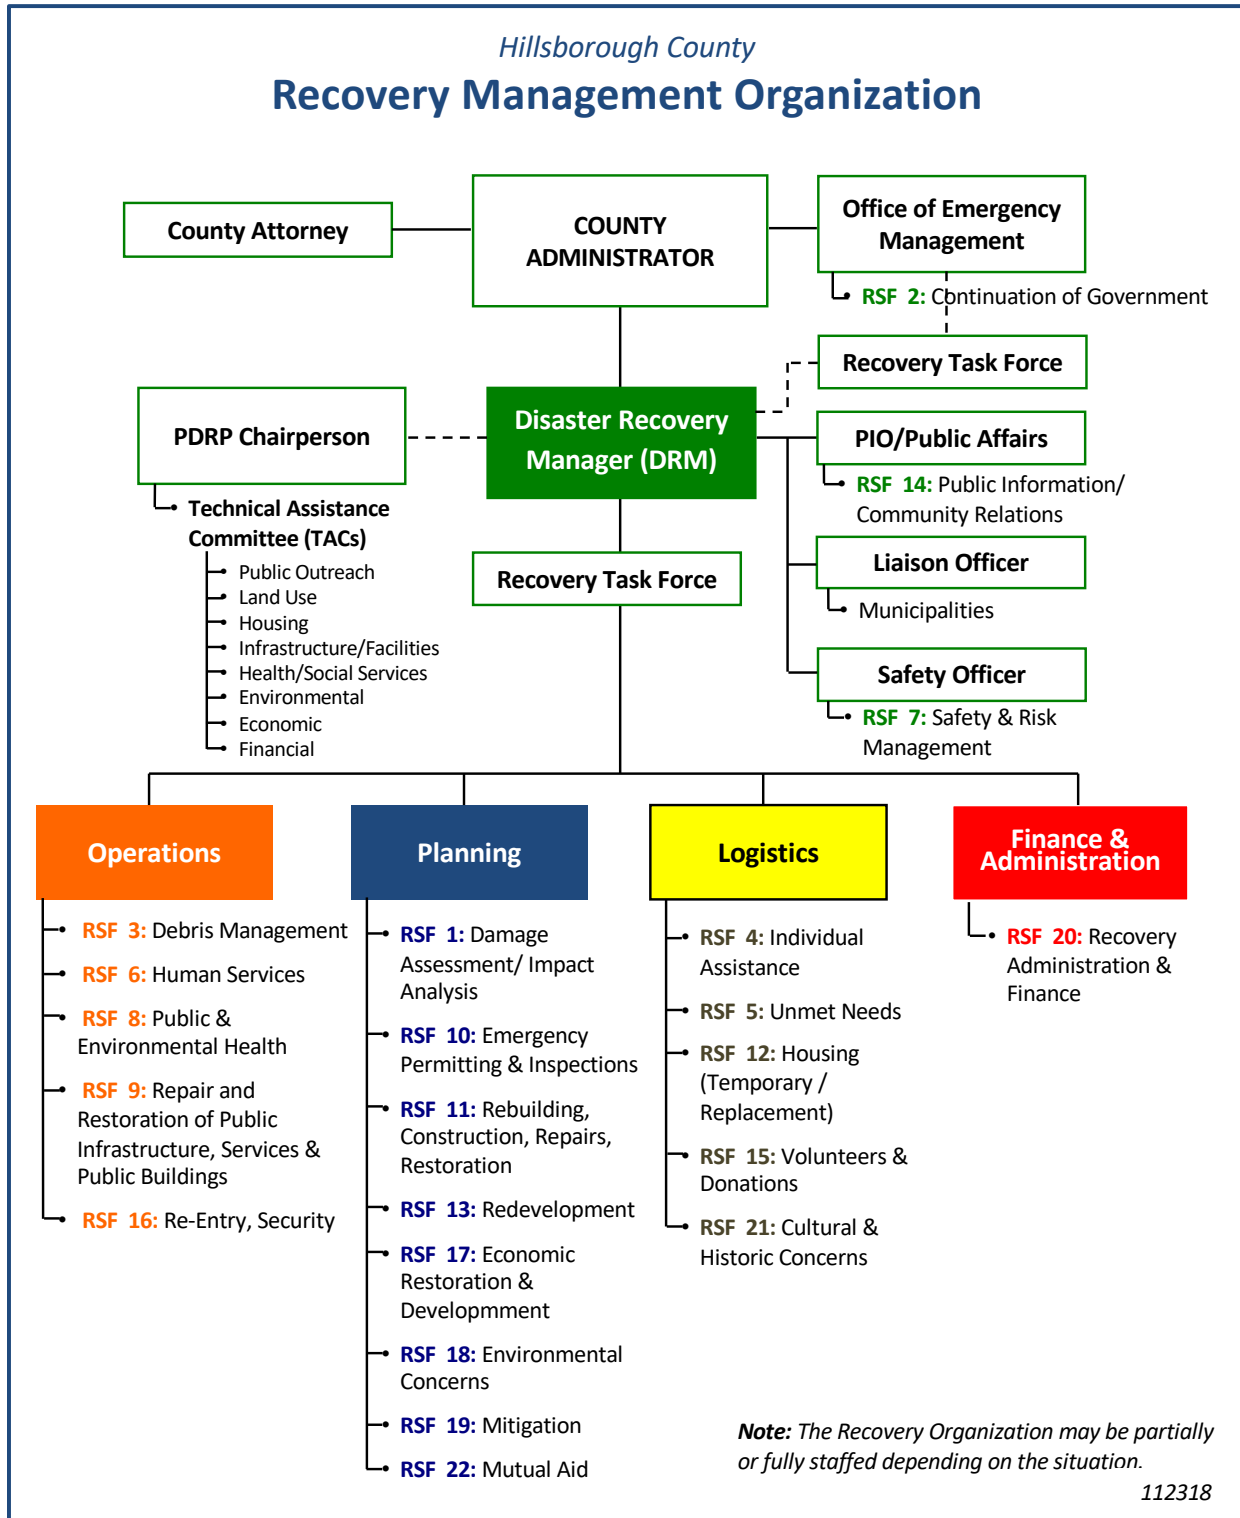 Hillsborough County
Recovery Management Organization
County Attorney
COUNTY
ADMINISTRATOR
Office of Emergency
Management
RSF 2: Continuation of Government
Recovery Task Force
PDRP Chairperson
Disaster Recovery
Manager (DRM)
PIO/Public Affairs
RSF 14: Public Information/
Community Relations
Technical Assistance
Committee (TACs)
Public Outreach
Land Use
Housing
Infrastructure/Facilities
Health/Social Services
Environmental
Economic
Financial
Recovery Task Force
Liaison Officer
Municipalities
Safety Officer
RSF 7: Safety & Risk
Management
Operations
RSF 3: Debris Management
RSF 6: Human Services
RSF 8: Public &
Environmental Health
RSF 9: Repair and
Restoration of Public
Infrastructure, Services &
Public Buildings
RSF 16: Re-Entry, Security
Planning
RSF 1: Damage
Assessment/ Impact
Analysis
RSF 10: Emergency
Permitting & Inspections
RSF 11: Rebuilding,
Construction, Repairs,
Restoration
RSF 13: Redevelopment
RSF 17: Economic
Restoration &
Developmment
RSF 18: Environmental
Concerns
RSF 19: Mitigation
RSF 22: Mutual Aid
Logistics
RSF 4: Individual
Assistance
RSF 5: Unmet Needs
RSF 12: Housing
(Temporary /
Replacement)
RSF 15: Volunteers &
Donations
RSF 21: Cultural &
Historic Concerns
Finance &
Administration
RSF 20: Recovery
Administration &
Finance
Note: The Recovery Organization may be partially
or fully staffed depending on the situation.
112318